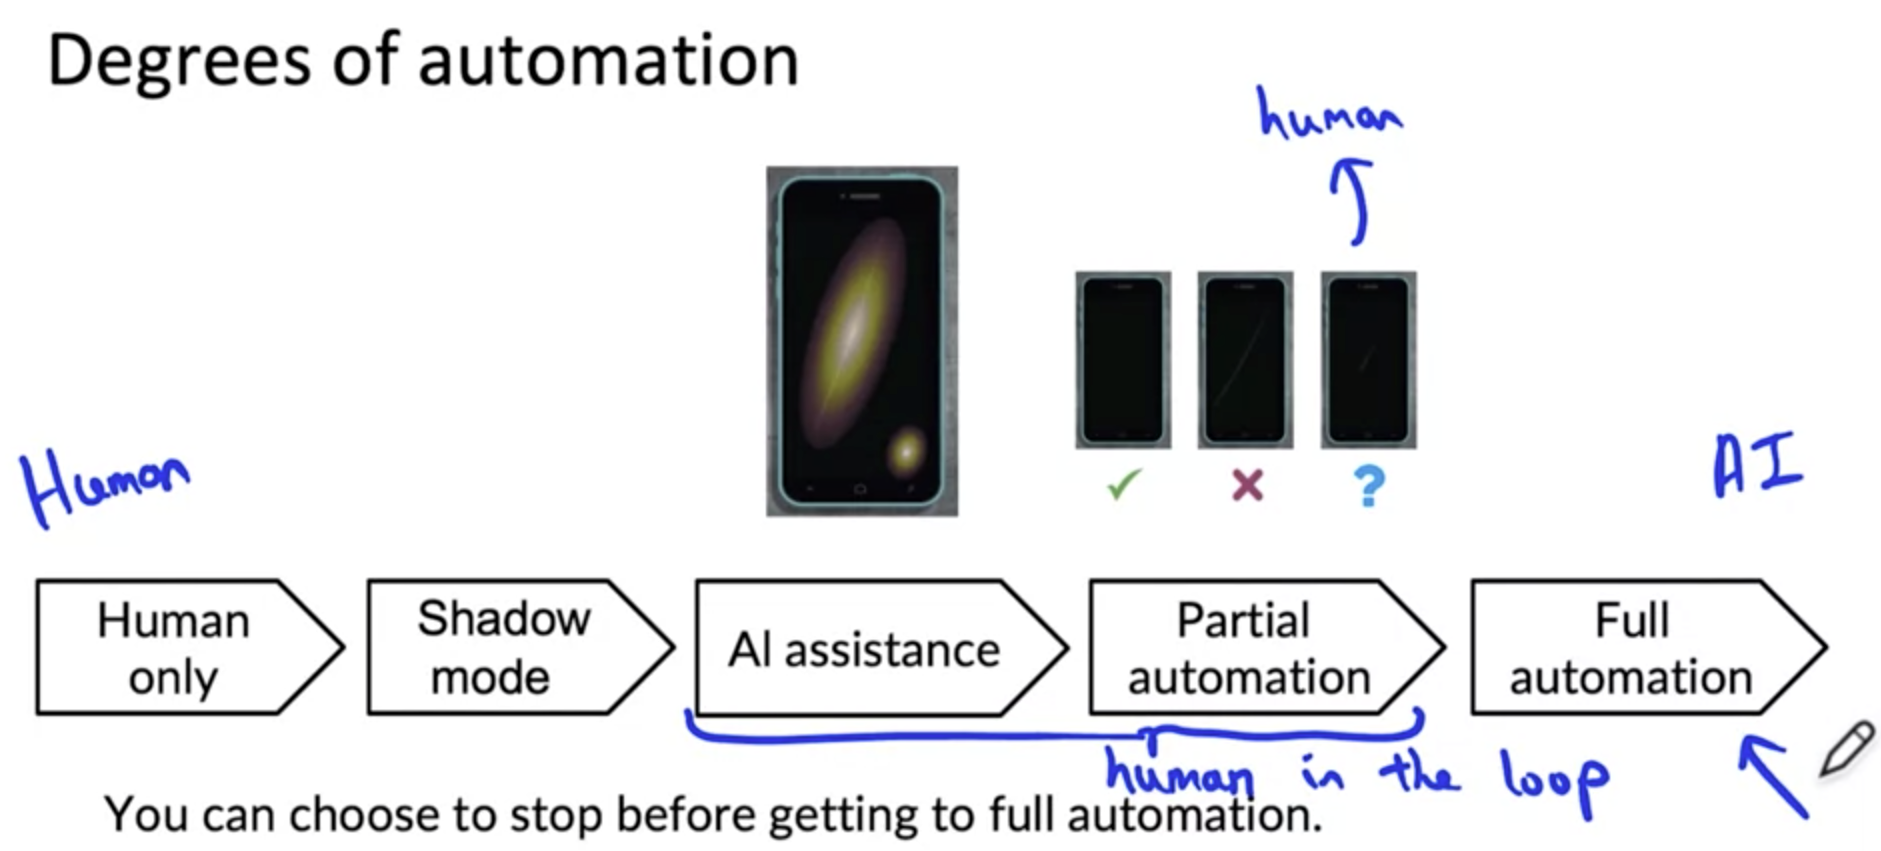 Degrees of automation
human
Human
AI
Human
only
Shadow
mode
AI assistance
Partial
automation
Full
automation
human in the loop
You can choose to stop before getting to full automation.